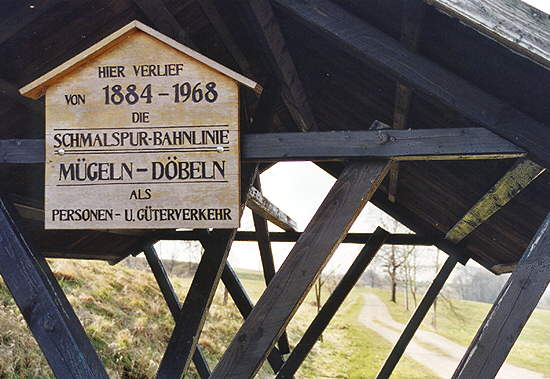 HIER VERLIEF
VON 1884 - 1968
DIE
SCHMALSPUR-BAHNLINIE
MÜGELN - DÖBELN
ALS
PERSONEN - U. GÜTERVERKEHR